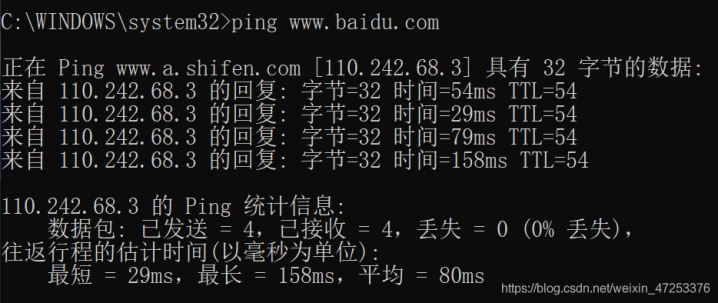 C:\WINDOWS\system32>ping www.baidu.com
正在 Ping www.a.shifen.com [110.242.68.3] 具有 32 字节的数据:
来自 110.242.68.3 的回复: 字节=32 时间=54ms TTL=54
来自 110.242.68.3 的回复: 字节=32 时间=29ms TTL=54
来自 110.242.68.3 的回复: 字节=32 时间=79ms TTL=54
来自 110.242.68.3 的回复: 字节=32 时间=158ms TTL=54
110.242.68.3 的 Ping 统计信息:
数据包: 已发送 = 4，已接收 = 4，丢失 = 0 (0% 丢失)，
往返行程的估计时间(以毫秒为单位):
最短 = 29ms，最长 = 158ms，平均 = 80ms
https://blog.csdn.net/weixin_47253376